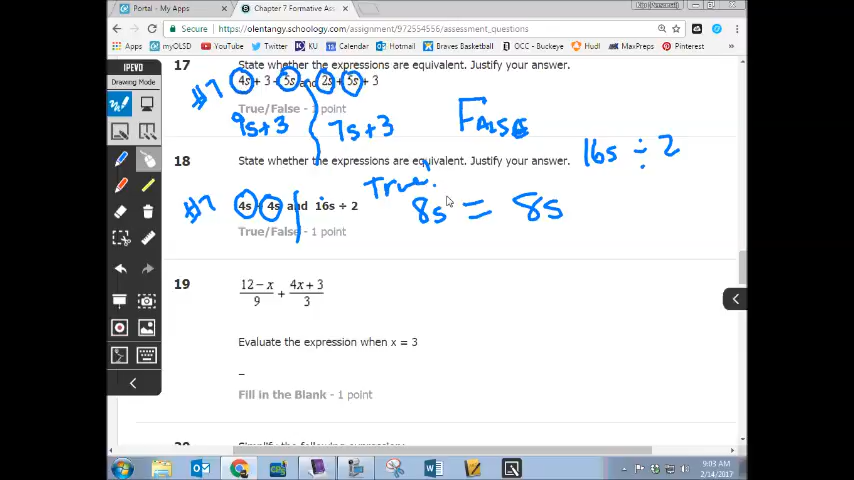 Portal - My Apps
Chapter 7 Formative Ass
Secure
olentangy.schoology.com/assignment/972554556/assessment_questions
Apps
myOLSD
YouTube
Twitter
KU
Calendar
Hotmail
Braves Basketball
OCC - Buckeye
Hudl
MaxPreps
Pinterest
IPEVO
Drawing Mode
17
State whether the expressions are equivalent. Justify your answer.
#7
4s + 3 + 5s and 2s + 5s + 3
True/False - 1 point
9s+3
7s+3
FALSE
18
State whether the expressions are equivalent. Justify your answer.
16s ÷ 2
True!
#7
4s + 4s and 16s ÷ 2
8s = 8s
True/False - 1 point
19
12 − x
9
+
4x + 3
3
Evaluate the expression when x = 3
_
Fill in the Blank - 1 point
Simplify the following expression:
9:03 AM
2/14/2017